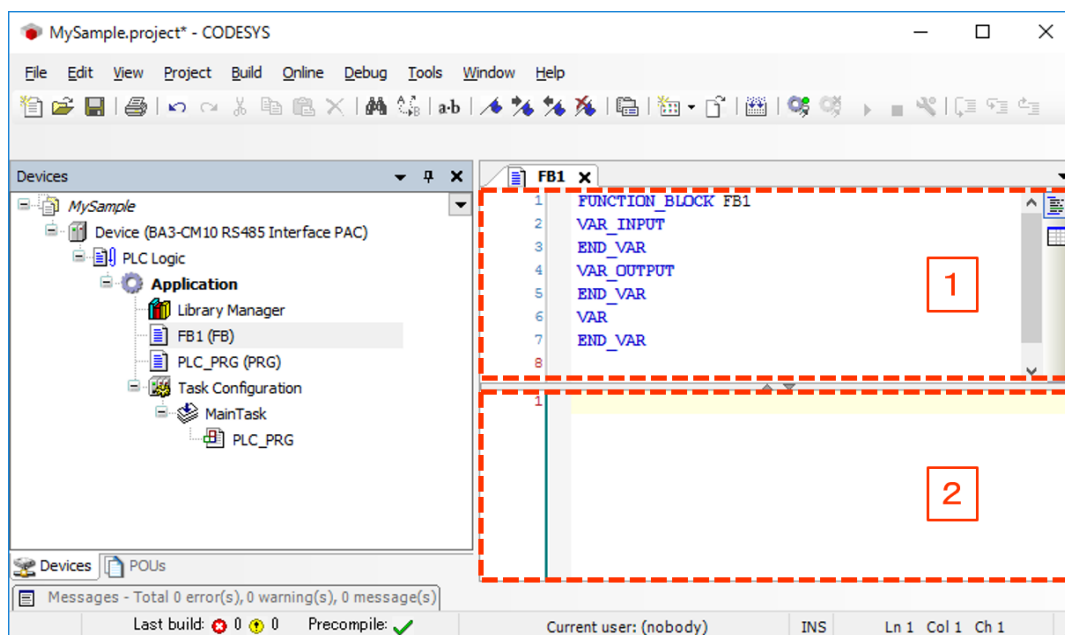 MySample.project* - CODESYS
File Edit View Project Build Online Debug Tools Window Help
a·b
Devices
MySample
Device (BA3-CM10 RS485 Interface PAC)
PLC Logic
Application
Library Manager
FB1 (FB)
PLC_PRG (PRG)
Task Configuration
MainTask
PLC_PRG
Devices POUs
FB1
1 FUNCTION_BLOCK FB1
2 VAR_INPUT
3 END_VAR
4 VAR_OUTPUT
5 END_VAR
6 VAR
7 END_VAR
8
1
1
2
Messages - Total 0 error(s), 0 warning(s), 0 message(s)
Last build: 0 0 Precompile: Current user: (nobody) INS Ln 1 Col 1 Ch 1